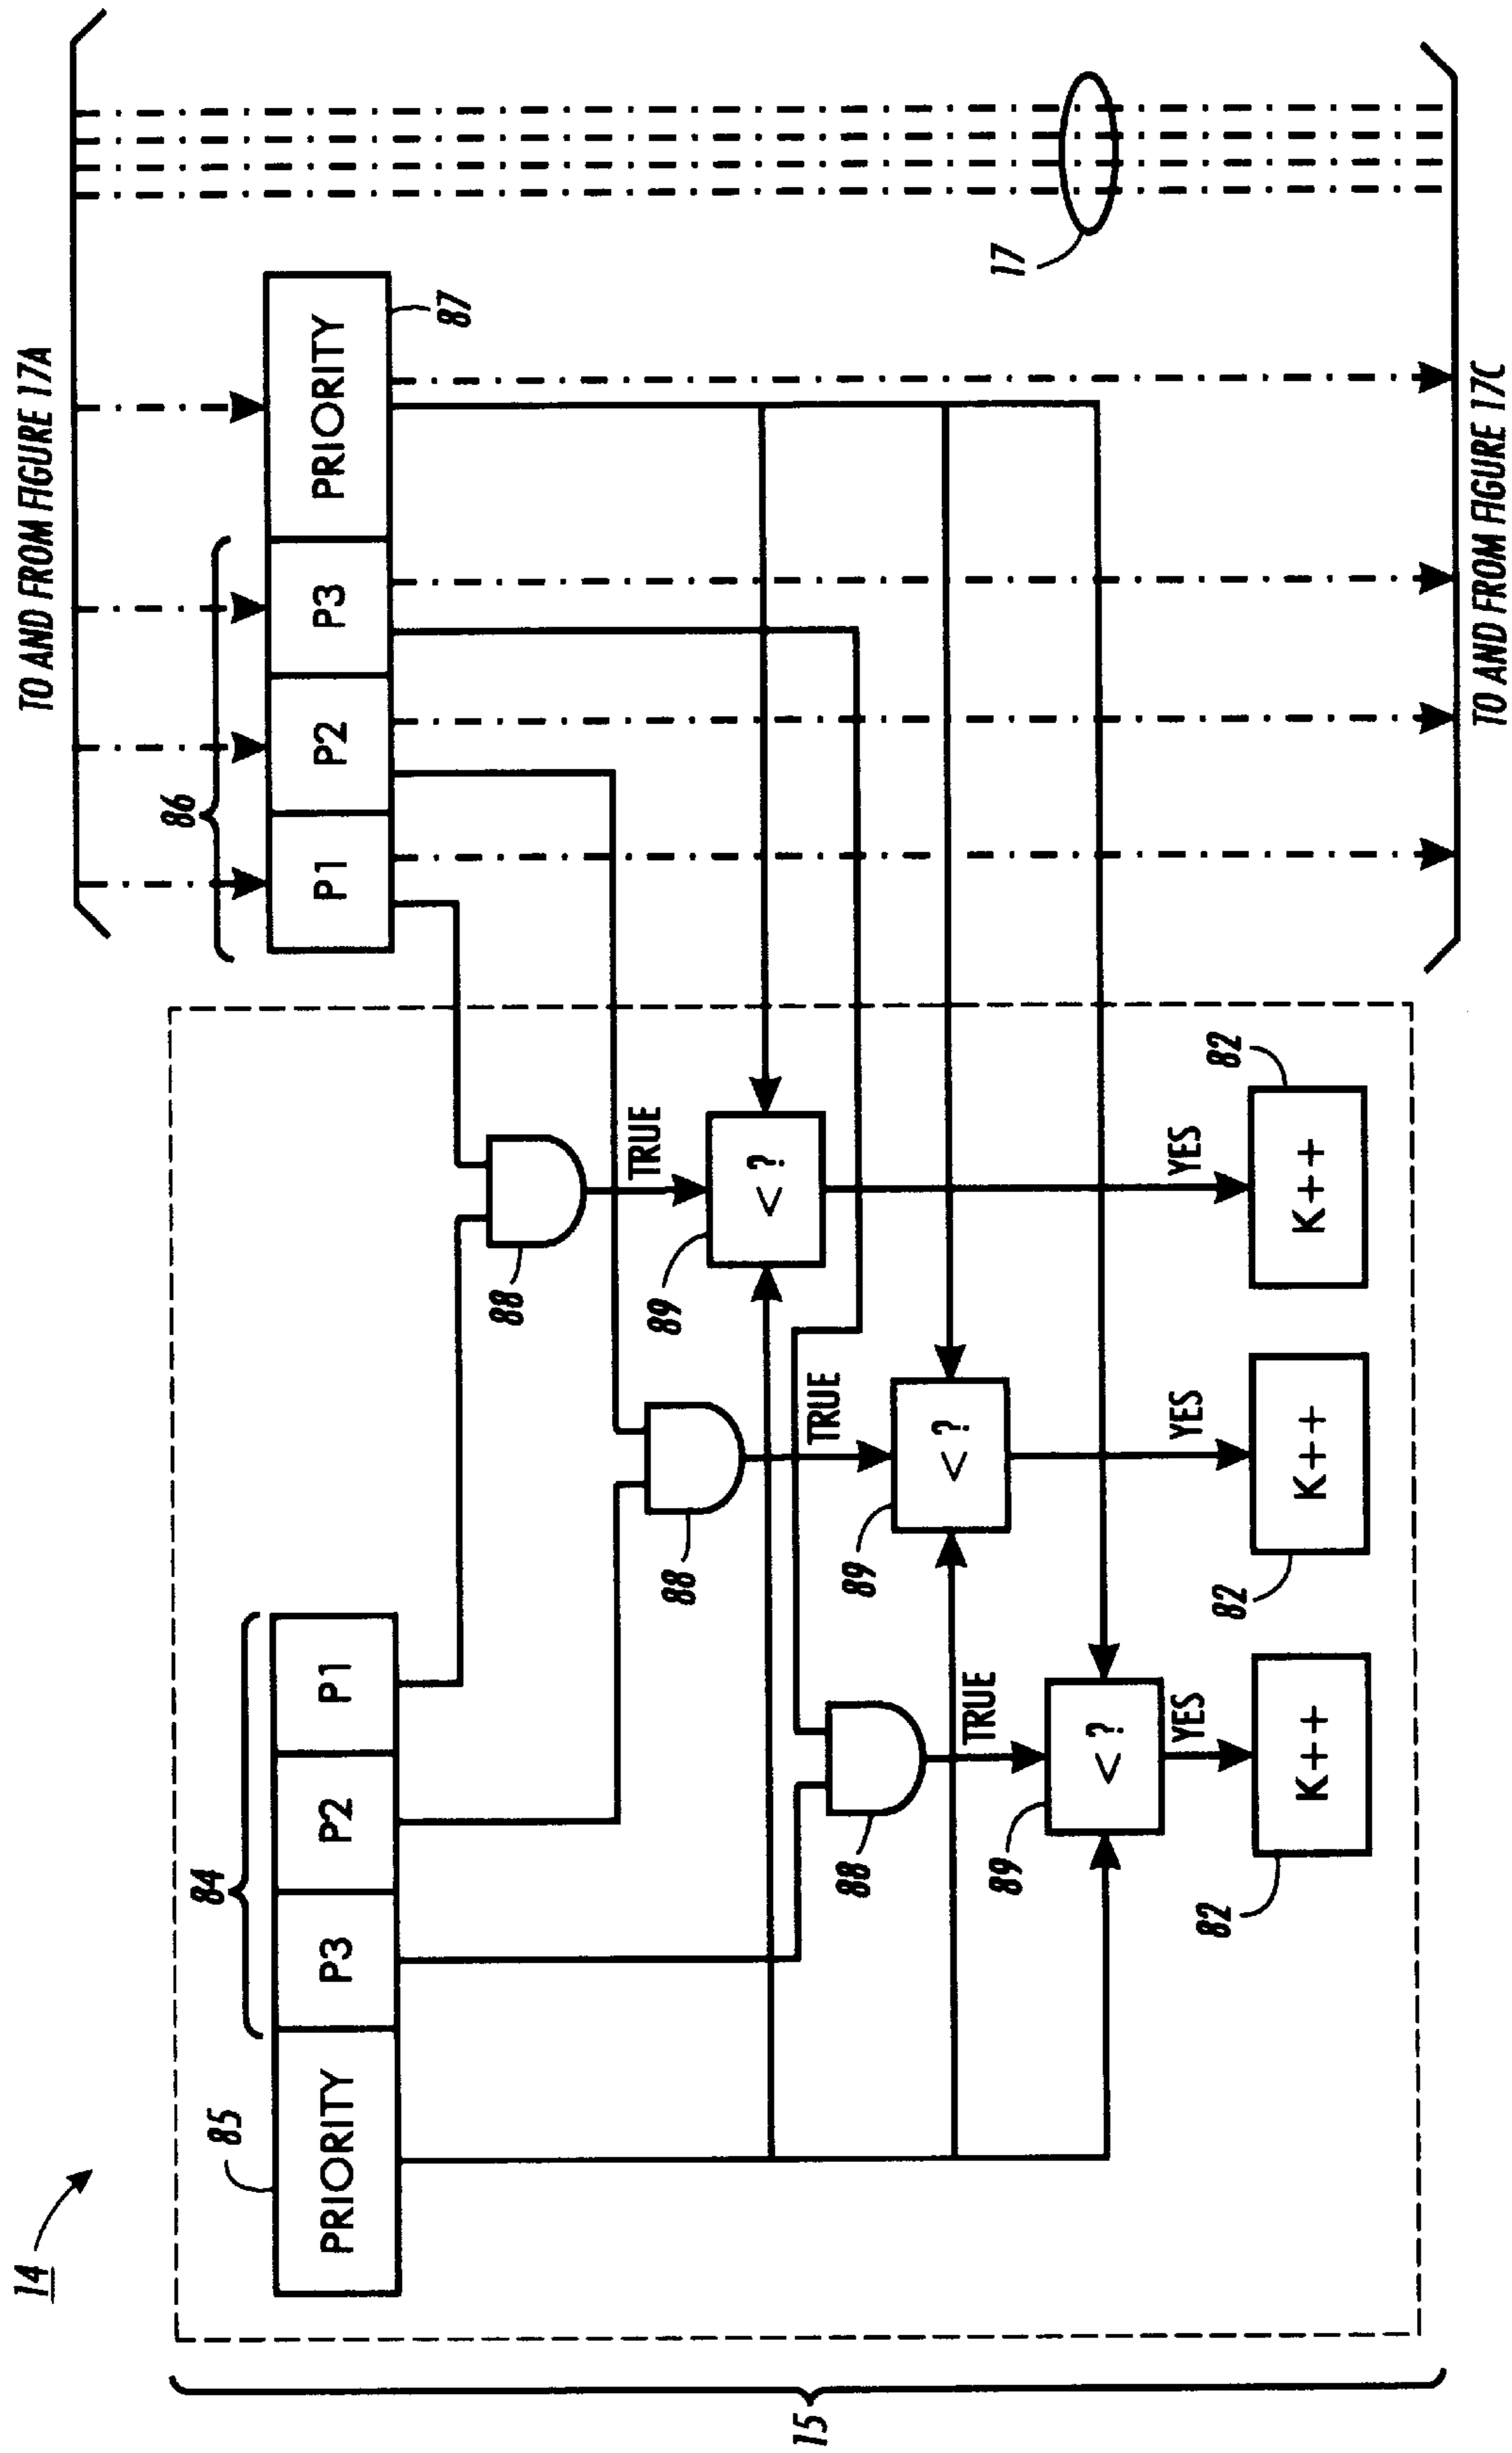 14
TO AND FROM FIGURE 17A
86
84
85
PRIORITY
P3
P2
P1
P1
P2
P3
PRIORITY
87
88
TRUE
89
< ?
88
TRUE
89
< ?
88
TRUE
89
< ?
17
YES
YES
YES
82
K++
82
K++
82
K++
15
TO AND FROM FIGURE 17C